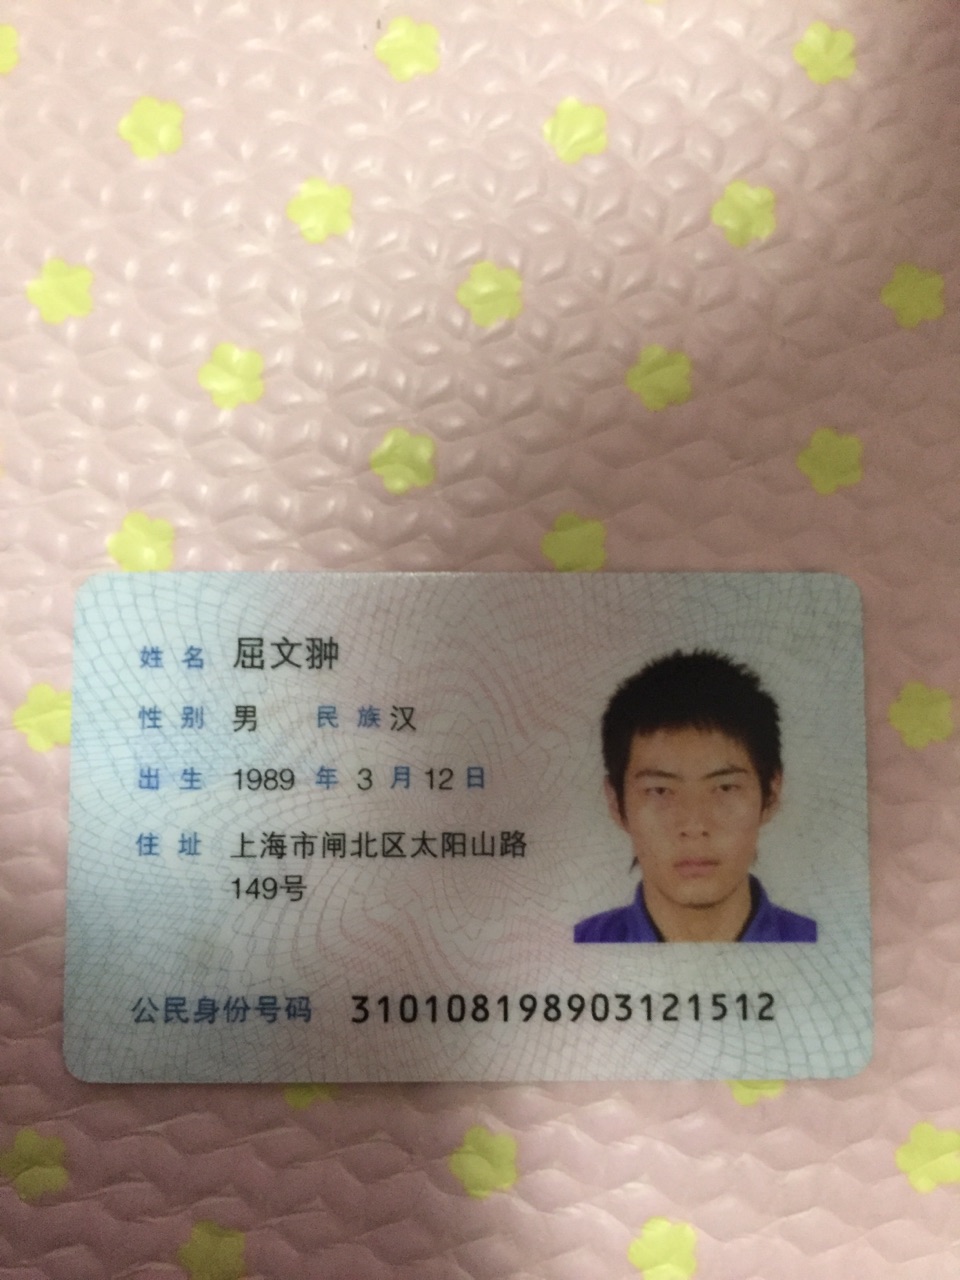 姓名 屈文翀
性别 男 民族 汉
出生 1989 年 3 月 12 日
住址 上海市闸北区太阳山路
149号
公民身份号码 310108198903121512